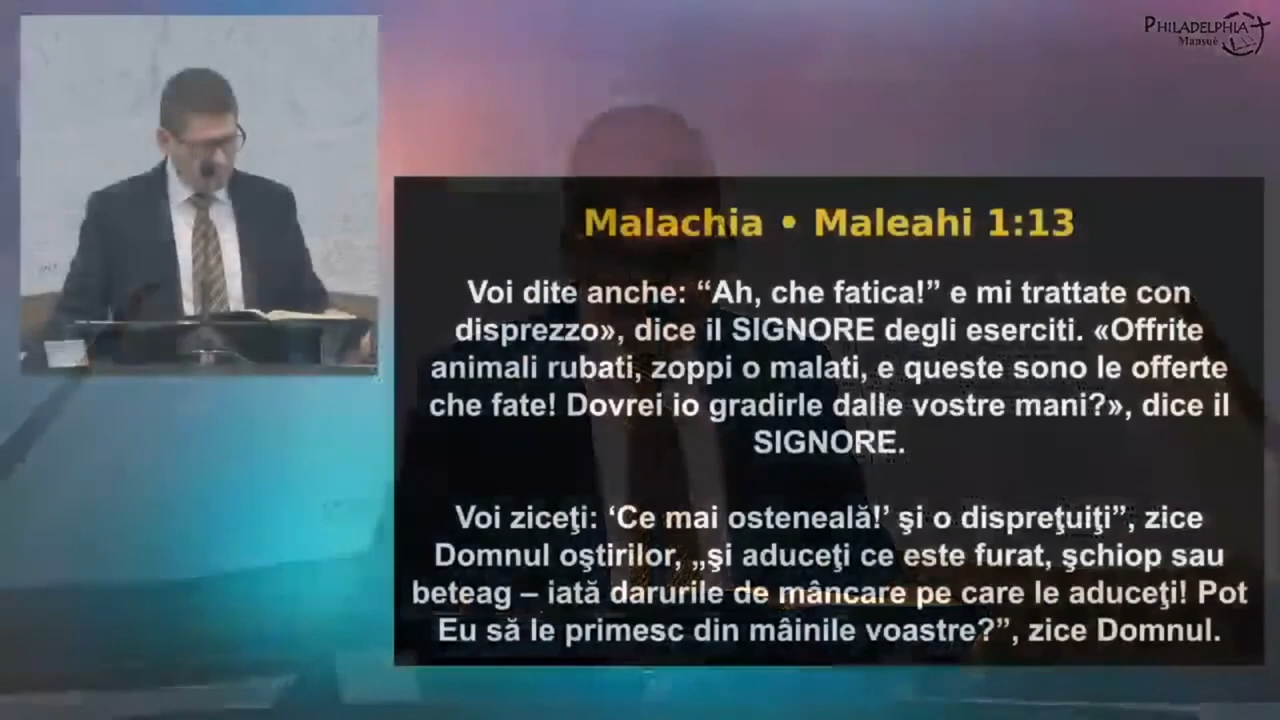 PHILADELPHIA
Mansuè
Malachia • Maleahi 1:13
Voi dite anche: “Ah, che fatica!” e mi trattate con
disprezzo», dice il SIGNORE degli eserciti. «Offrite
animali rubati, zoppi o malati, e queste sono le offerte
che fate! Dovrei io gradirle dalle vostre mani?», dice il
SIGNORE.
Voi ziceţi: ‘Ce mai osteneală!’ şi o dispreţuiţi”, zice
Domnul oştirilor, „şi aduceţi ce este furat, şchiop sau
beteag – iată darurile de mâncare pe care le aduceţi! Pot
Eu să le primesc din mâinile voastre?”, zice Domnul.